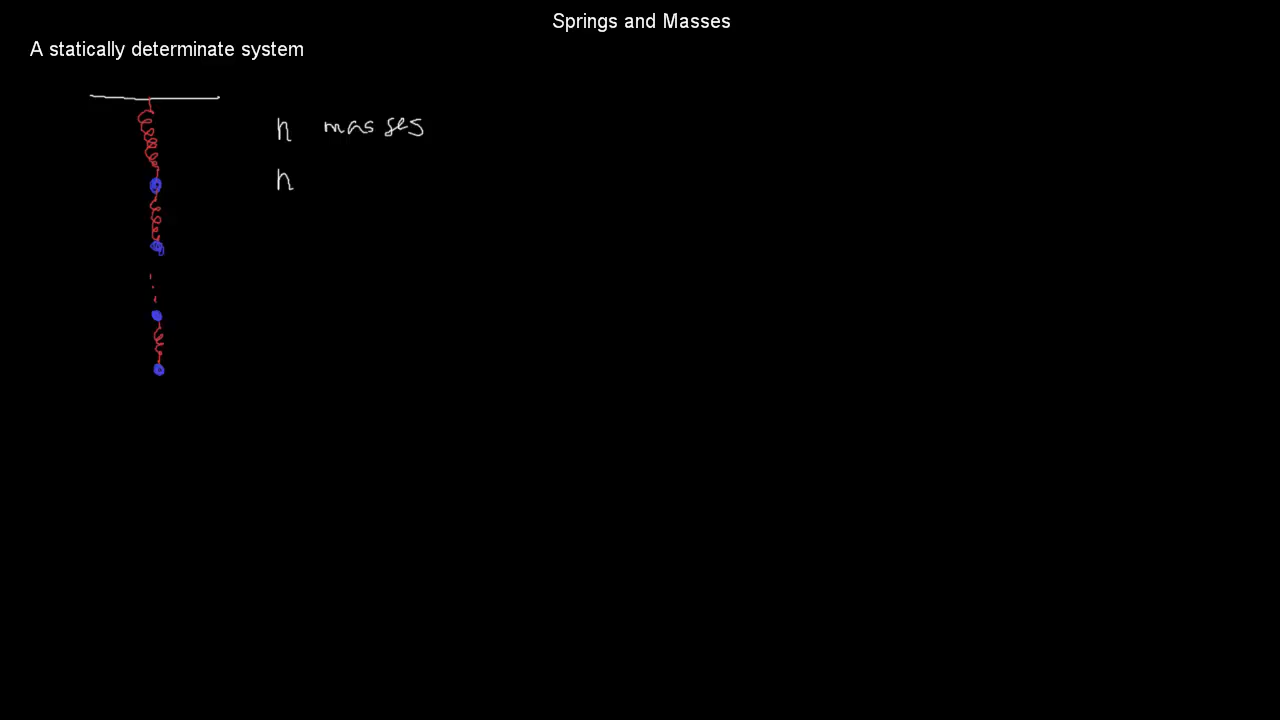 Springs and Masses
A statically determinate system
n masses
n